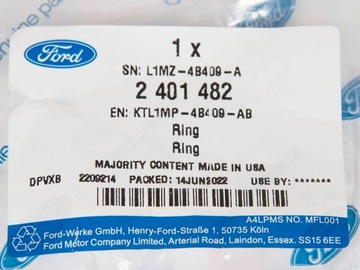 Ford
1 x
SN: L1MZ-4B409-A
2 401 482
EN: KTL1MP-4B409-AB
Ring
Ring
MAJORITY CONTENT MADE IN USA
DPVXB 2209214 PACKED: 14JUN2022 USE BY: *******
A4LPMS NO. MFL001
Ford-Werke GmbH, Henry-Ford-Straße 1, 50735 Köln
Ford Motor Company Limited, Arterial Road, Laindon, Essex. SS15 6EE